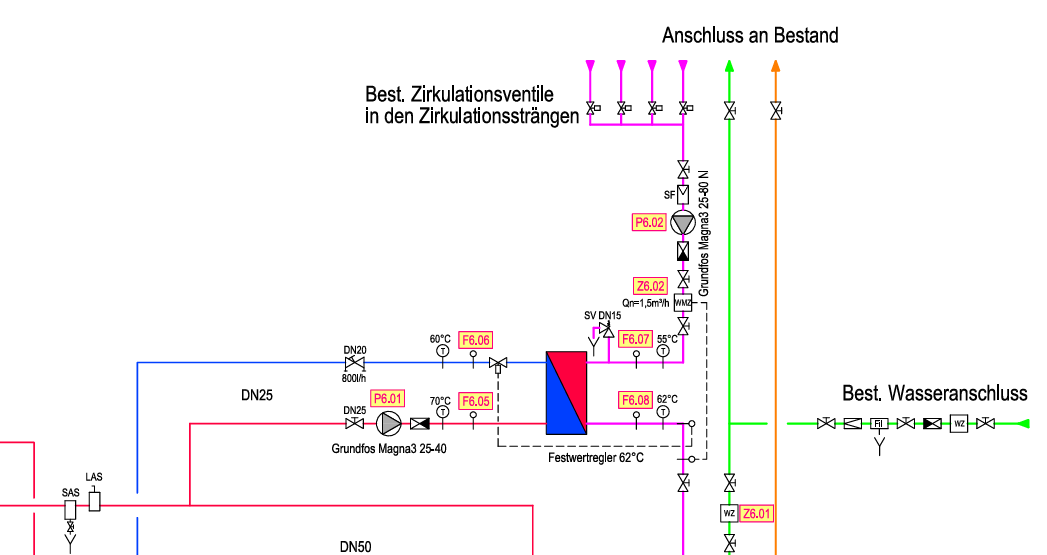 Anschluss an Bestand
Best. Zirkulationsventile
in den Zirkulationssträngen
SF
P6.02
Grundfos Magna3 25-80 N
Z6.02
Qn=1,5m³/h
WMZ
SV DN15
60°C
F6.06
F6.07
55°C
DN20
T
T
800l/h
DN25
P6.01
70°C
F6.05
F6.08
62°C
Best. Wasseranschluss
DN25
T
T
Fil
WZ
Grundfos Magna3 25-40
Festwertregler 62°C
LAS
SAS
WZ
Z6.01
DN50